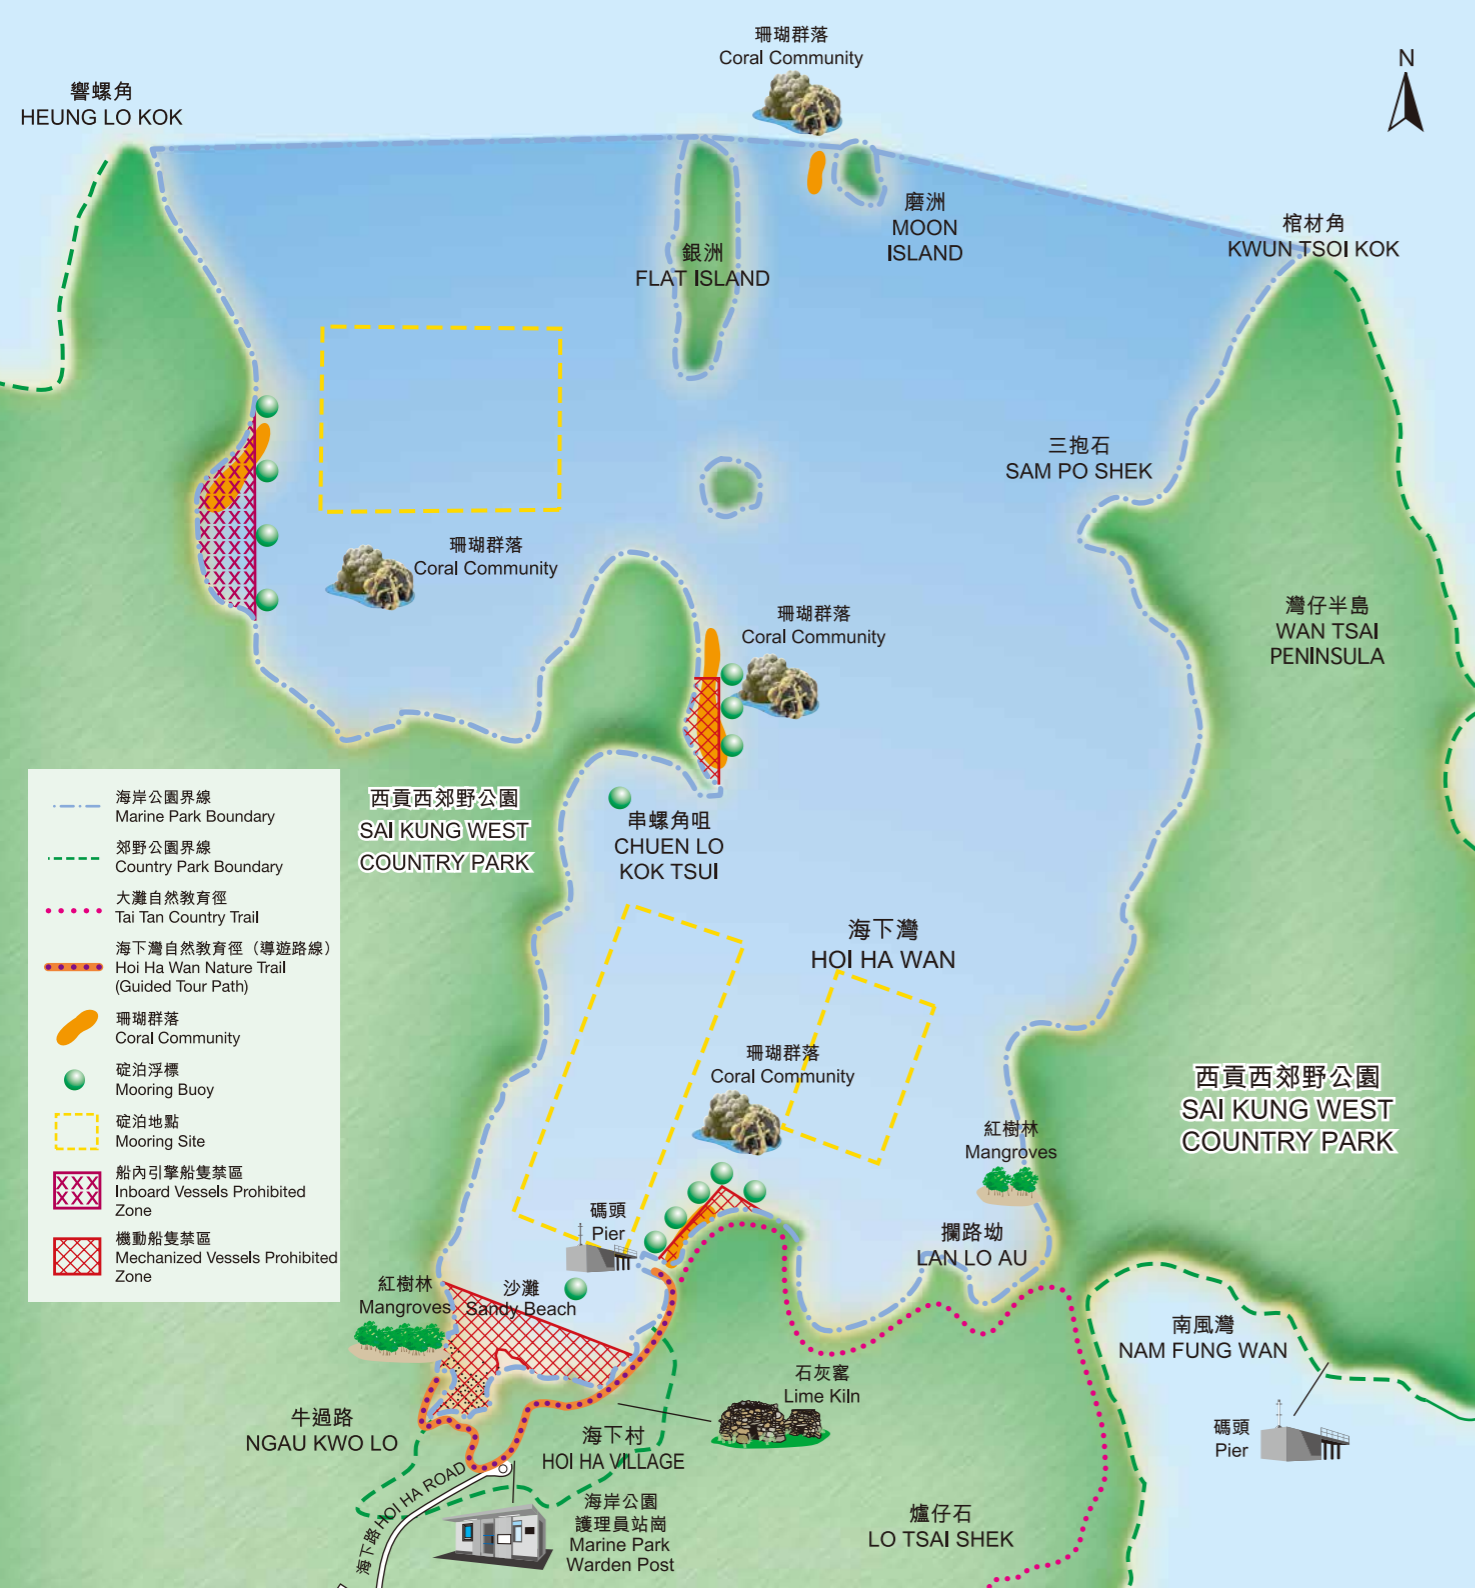 珊瑚群落
Coral Community
N
響螺角
HEUNG LO KOK
磨洲
MOON
ISLAND
棺材角
KWUN TSOI KOK
銀洲
FLAT ISLAND
三抱石
SAM PO SHEK
珊瑚群落
Coral Community
珊瑚群落
Coral Community
灣仔半島
WAN TSAI
PENINSULA
西貢西郊野公園
SAI KUNG WEST
COUNTRY PARK
串螺角咀
CHUEN LO
KOK TSUI
海下灣
HOI HA WAN
海岸公園界線
Marine Park Boundary
郊野公園界線
Country Park Boundary
大灘自然教育徑
Tai Tan Country Trail
海下灣自然教育徑（導遊路線）
Hoi Ha Wan Nature Trail
(Guided Tour Path)
珊瑚群落
Coral Community
碇泊浮標
Mooring Buoy
碇泊地點
Mooring Site
船內引擎船隻禁區
Inboard Vessels Prohibited
Zone
機動船隻禁區
Mechanized Vessels Prohibited
Zone
珊瑚群落
Coral Community
西貢西郊野公園
SAI KUNG WEST
COUNTRY PARK
紅樹林
Mangroves
碼頭
Pier
攔路坳
LAN LO AU
紅樹林
Mangroves
沙灘
Sandy Beach
南風灣
NAM FUNG WAN
石灰窰
Lime Kiln
牛過路
NGAU KWO LO
海下村
HOI HA VILLAGE
碼頭
Pier
海下路 HOI HA ROAD
海岸公園
護理員站崗
Marine Park
Warden Post
爐仔石
LO TSAI SHEK